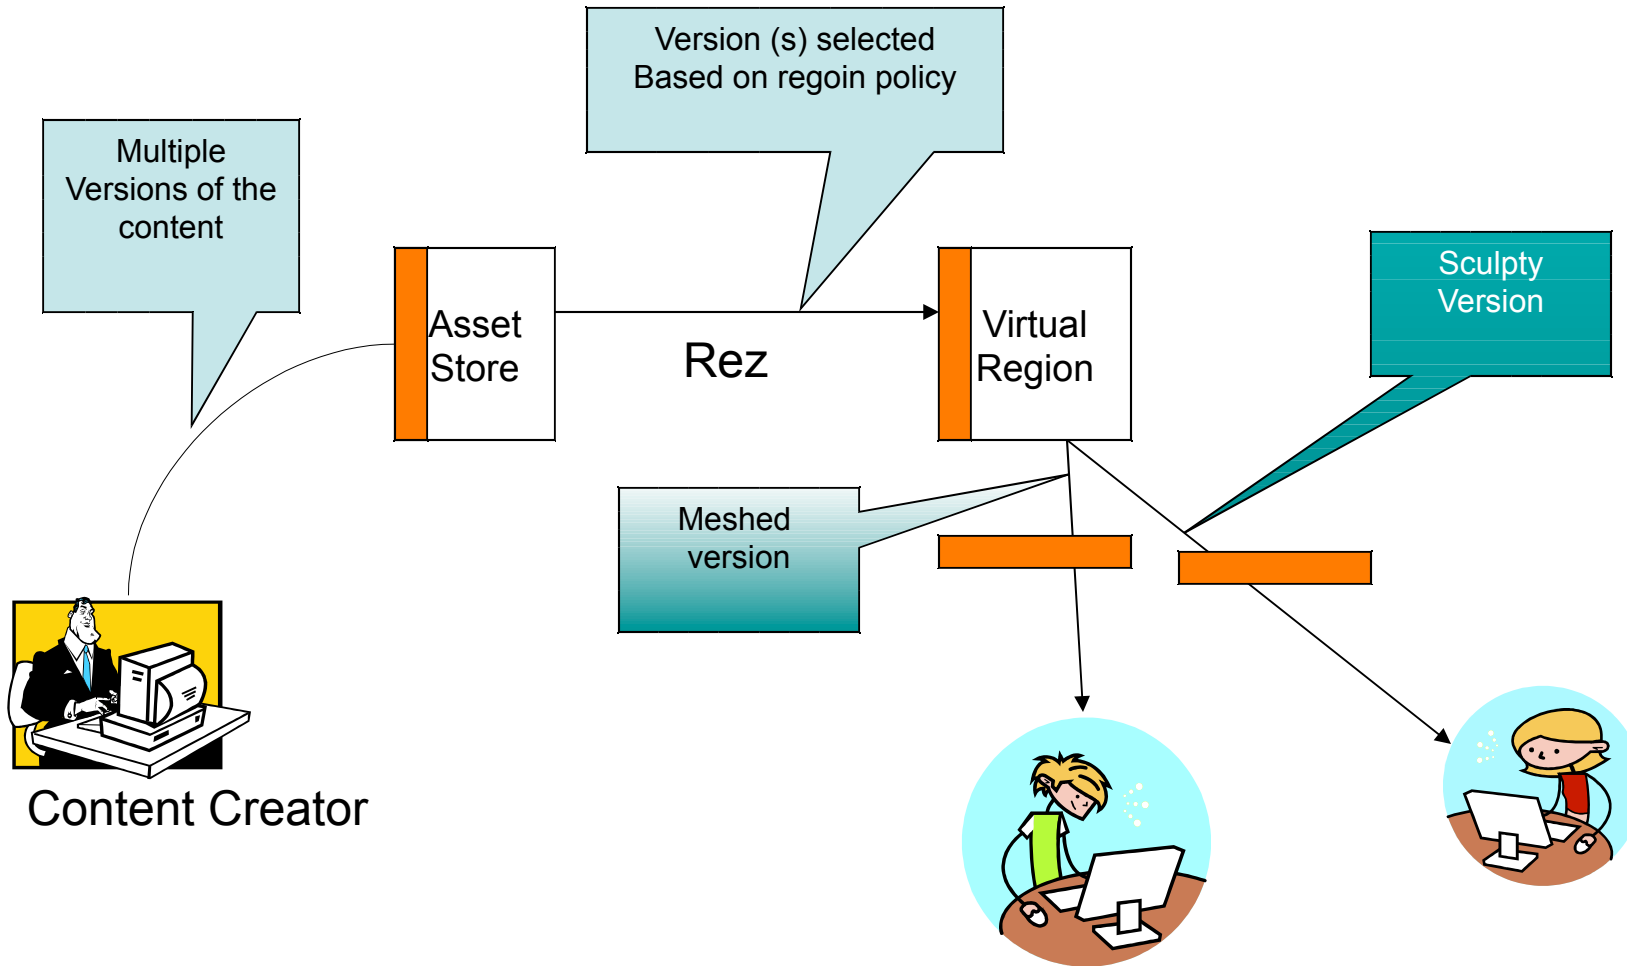 Version (s) selected
Based on regoin policy
Multiple
Versions of the
content
Asset
Store
Rez
Virtual
Region
Sculpty
Version
Meshed
version
Content Creator